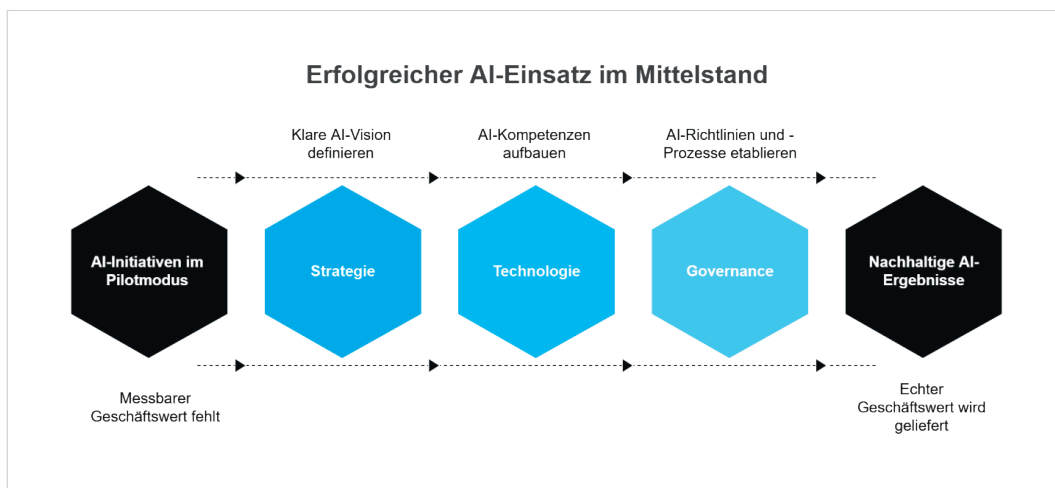 Erfolgreicher AI-Einsatz im Mittelstand
Klare AI-Vision
definieren
AI-Kompetenzen
aufbauen
AI-Richtlinien und -
Prozesse etablieren
AI-Initiativen im
Pilotmodus
Strategie
Technologie
Governance
Nachhaltige AI-
Ergebnisse
Messbarer
Geschäftswert fehlt
Echter
Geschäftswert wird
geliefert